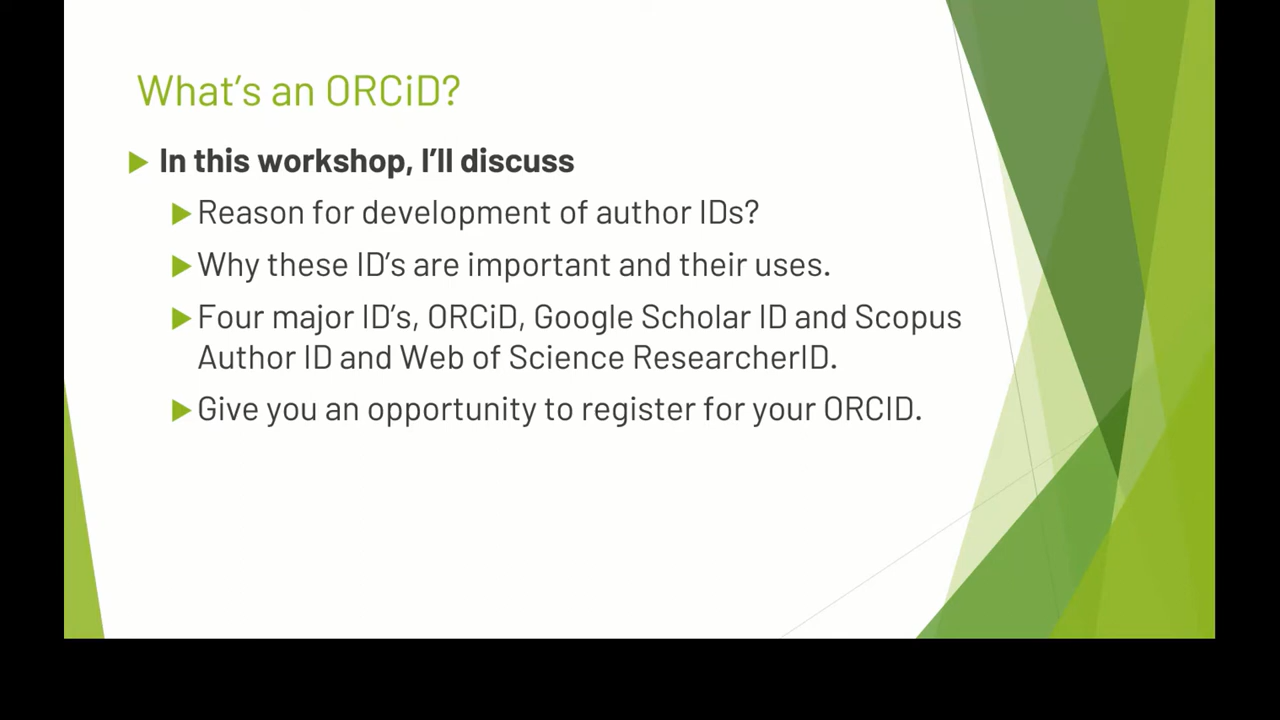 What's an ORCiD?
In this workshop, I'll discuss
Reason for development of author IDs?
Why these ID's are important and their uses.
Four major ID's, ORCiD, Google Scholar ID and Scopus
Author ID and Web of Science ResearcherID.
Give you an opportunity to register for your ORCID.